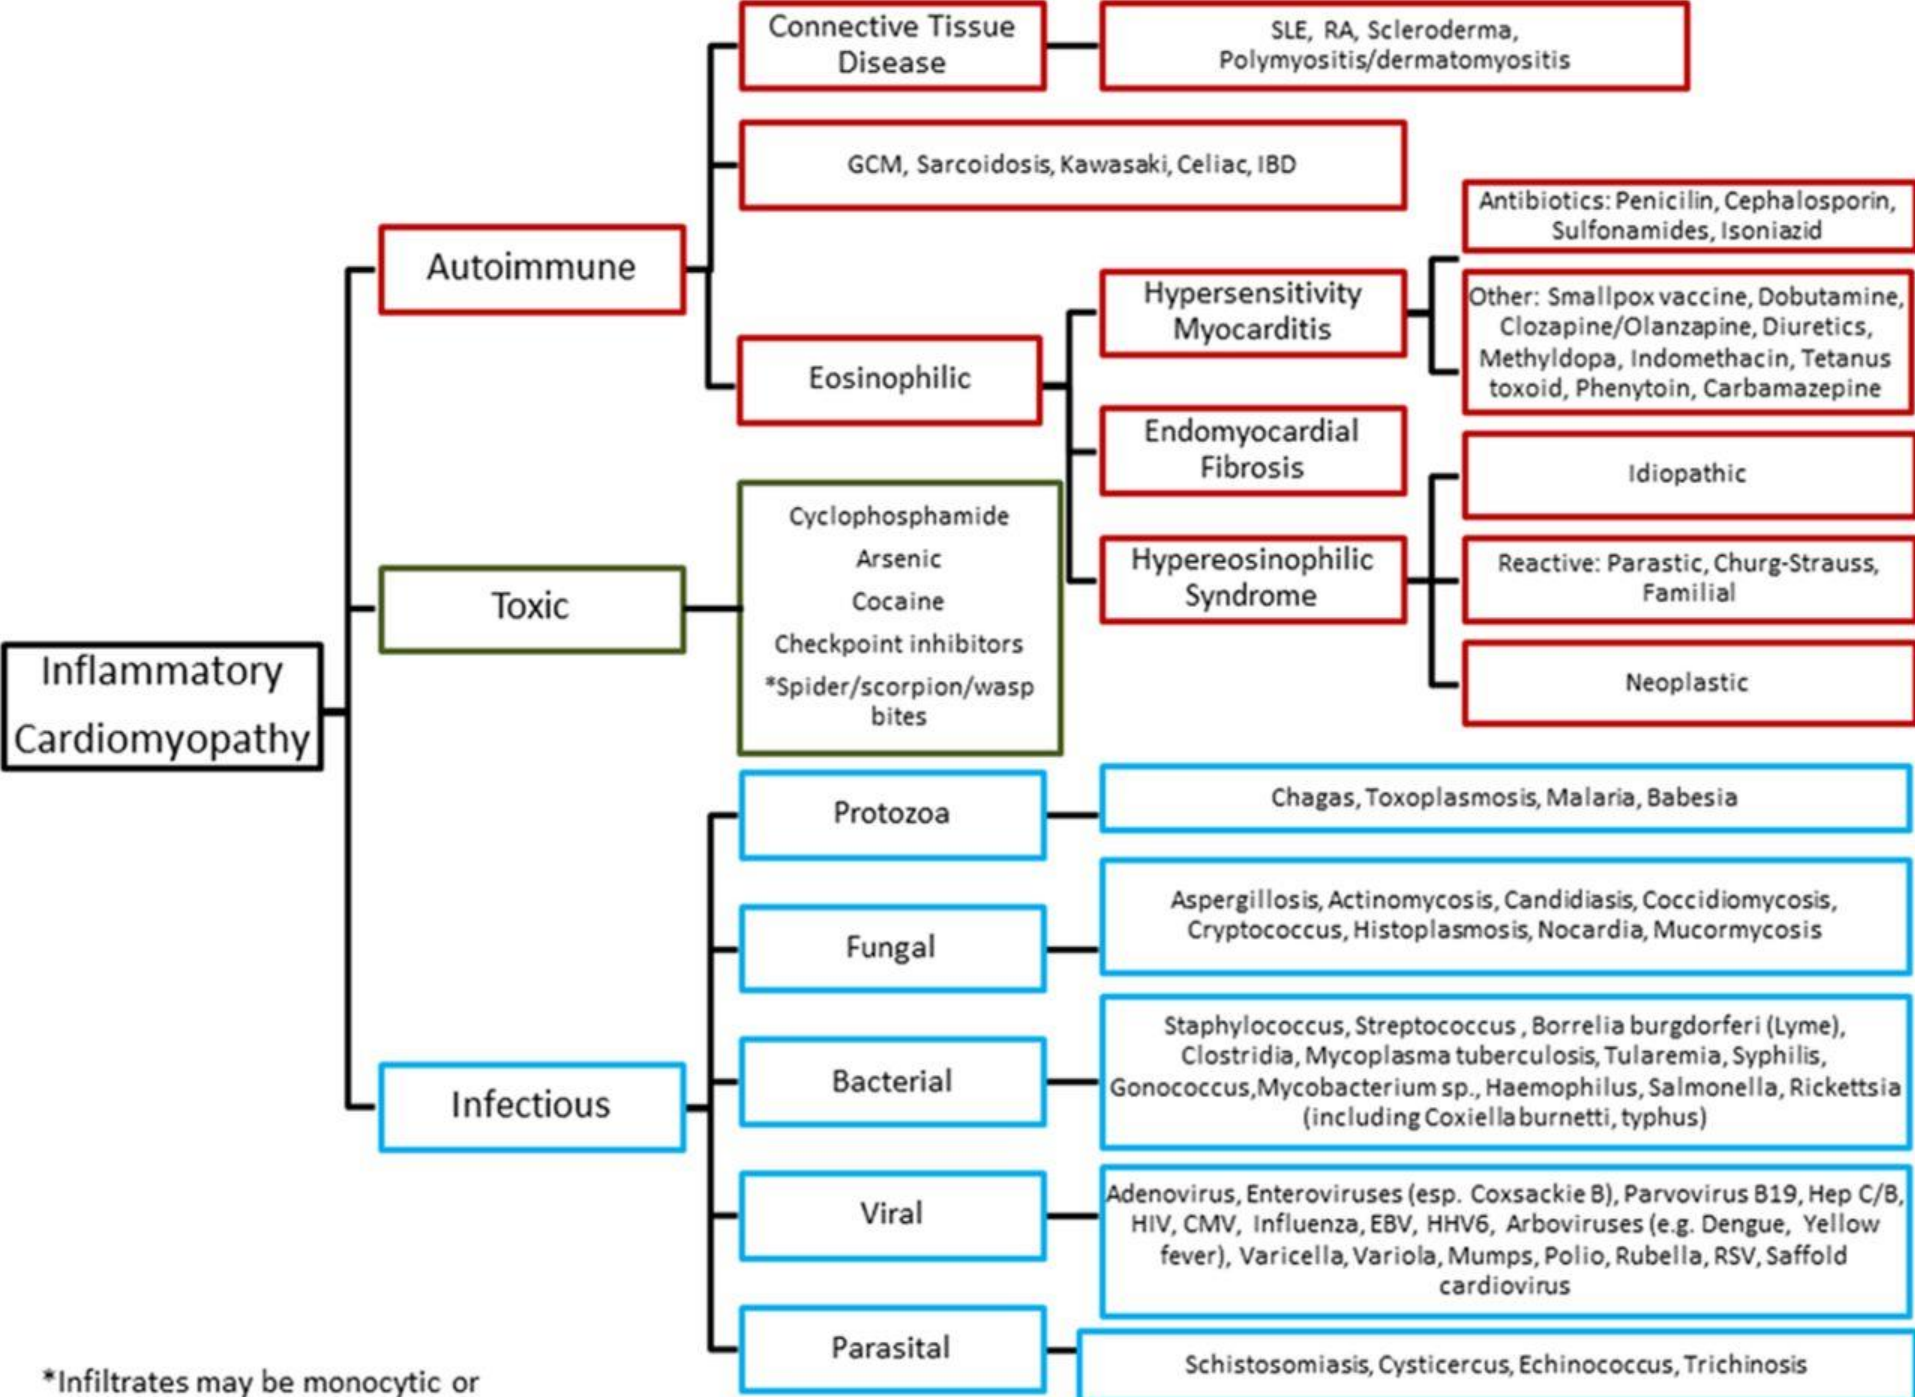 Connective Tissue
Disease
SLE, RA, Scleroderma,
Polymyositis/dermatomyositis
GCM, Sarcoidosis, Kawasaki, Celiac, IBD
Autoimmune
Eosinophilic
Hypersensitivity
Myocarditis
Antibiotics: Penicilin, Cephalosporin,
Sulfonamides, Isoniazid
Other: Smallpox vaccine, Dobutamine,
Clozapine/Olanzapine, Diuretics,
Methyldopa, Indomethacin, Tetanus
toxoid, Phenytoin, Carbamazepine
Endomyocardial
Fibrosis
Hypereosinophilic
Syndrome
Idiopathic
Reactive: Parastic, Churg-Strauss,
Familial
Neoplastic
Toxic
Cyclophosphamide
Arsenic
Cocaine
Checkpoint inhibitors
*Spider/scorpion/wasp
bites
Inflammatory
Cardiomyopathy
Infectious
Protozoa
Chagas, Toxoplasmosis, Malaria, Babesia
Fungal
Aspergillosis, Actinomycosis, Candidiasis, Coccidiomycosis,
Cryptococcus, Histoplasmosis, Nocardia, Mucormycosis
Bacterial
Staphylococcus, Streptococcus , Borrelia burgdorferi (Lyme),
Clostridia, Mycoplasma tuberculosis, Tularemia, Syphilis,
Gonococcus,Mycobacterium sp., Haemophilus, Salmonella, Rickettsia
(including Coxiella burnetti, typhus)
Viral
Adenovirus, Enteroviruses (esp. Coxsackie B), Parvovirus B19, Hep C/B,
HIV, CMV, Influenza, EBV, HHV6, Arboviruses (e.g. Dengue, Yellow
fever), Varicella, Variola, Mumps, Polio, Rubella, RSV, Saffold
cardiovirus
Parasital
Schistosomiasis, Cysticercus, Echinococcus, Trichinosis
*Infiltrates may be monocytic or